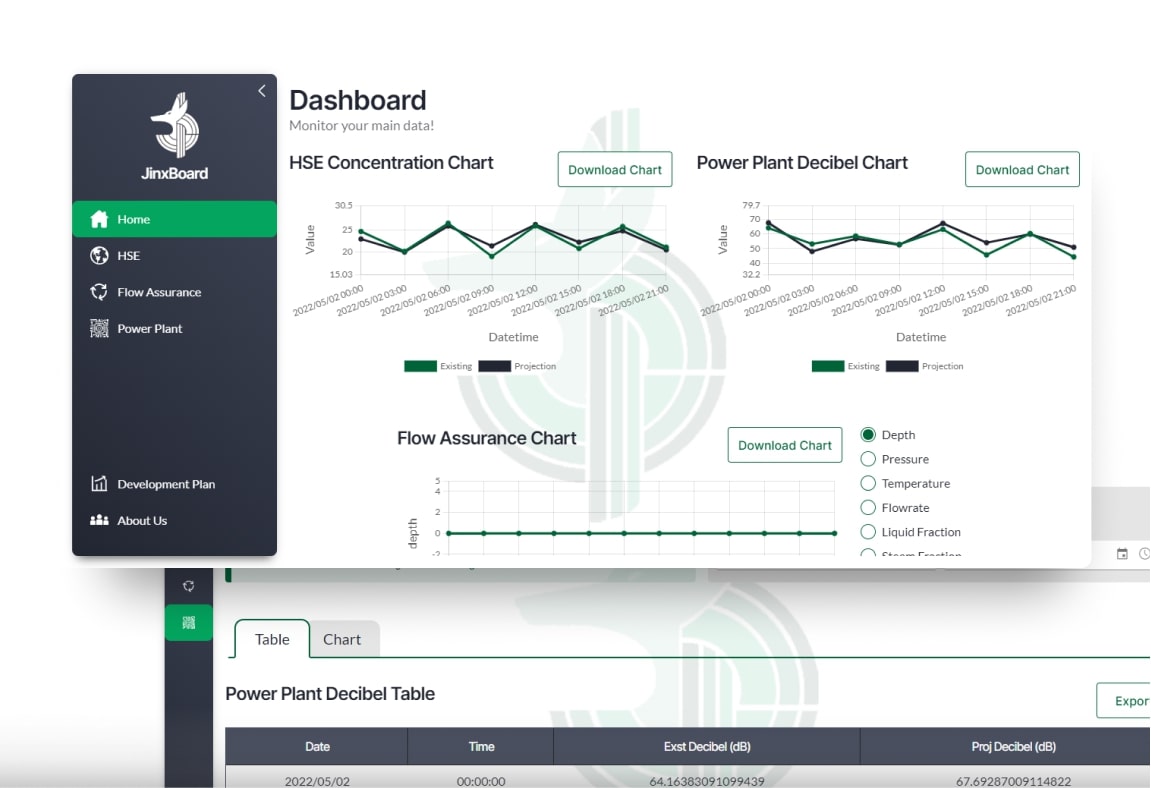 Dashboard
Monitor your main data!
JinxBoard
Home
HSE
Flow Assurance
Power Plant
Development Plan
About Us
HSE Concentration Chart
Download Chart
Value
30.5
25
20
15.03
2022/05/02 00:00
2022/05/02 03:00
2022/05/02 06:00
2022/05/02 09:00
2022/05/02 12:00
2022/05/02 15:00
2022/05/02 18:00
2022/05/02 21:00
Datetime
Existing Projection
Power Plant Decibel Chart
Download Chart
Value
79.7
70
60
50
40
32.2
2022/05/02 00:00
2022/05/02 03:00
2022/05/02 06:00
2022/05/02 09:00
2022/05/02 12:00
2022/05/02 15:00
2022/05/02 18:00
2022/05/02 21:00
Datetime
Existing Projection
Flow Assurance Chart
Download Chart
depth
5
4
2
0
-2
Depth
Pressure
Temperature
Flowrate
Liquid Fraction
Steam Fraction
Table Chart
Power Plant Decibel Table
Expor
Date Time Exst Decibel (dB) Proj Decibel (dB)
2022/05/02 00:00:00 64.16383091099439 67.69287009114822